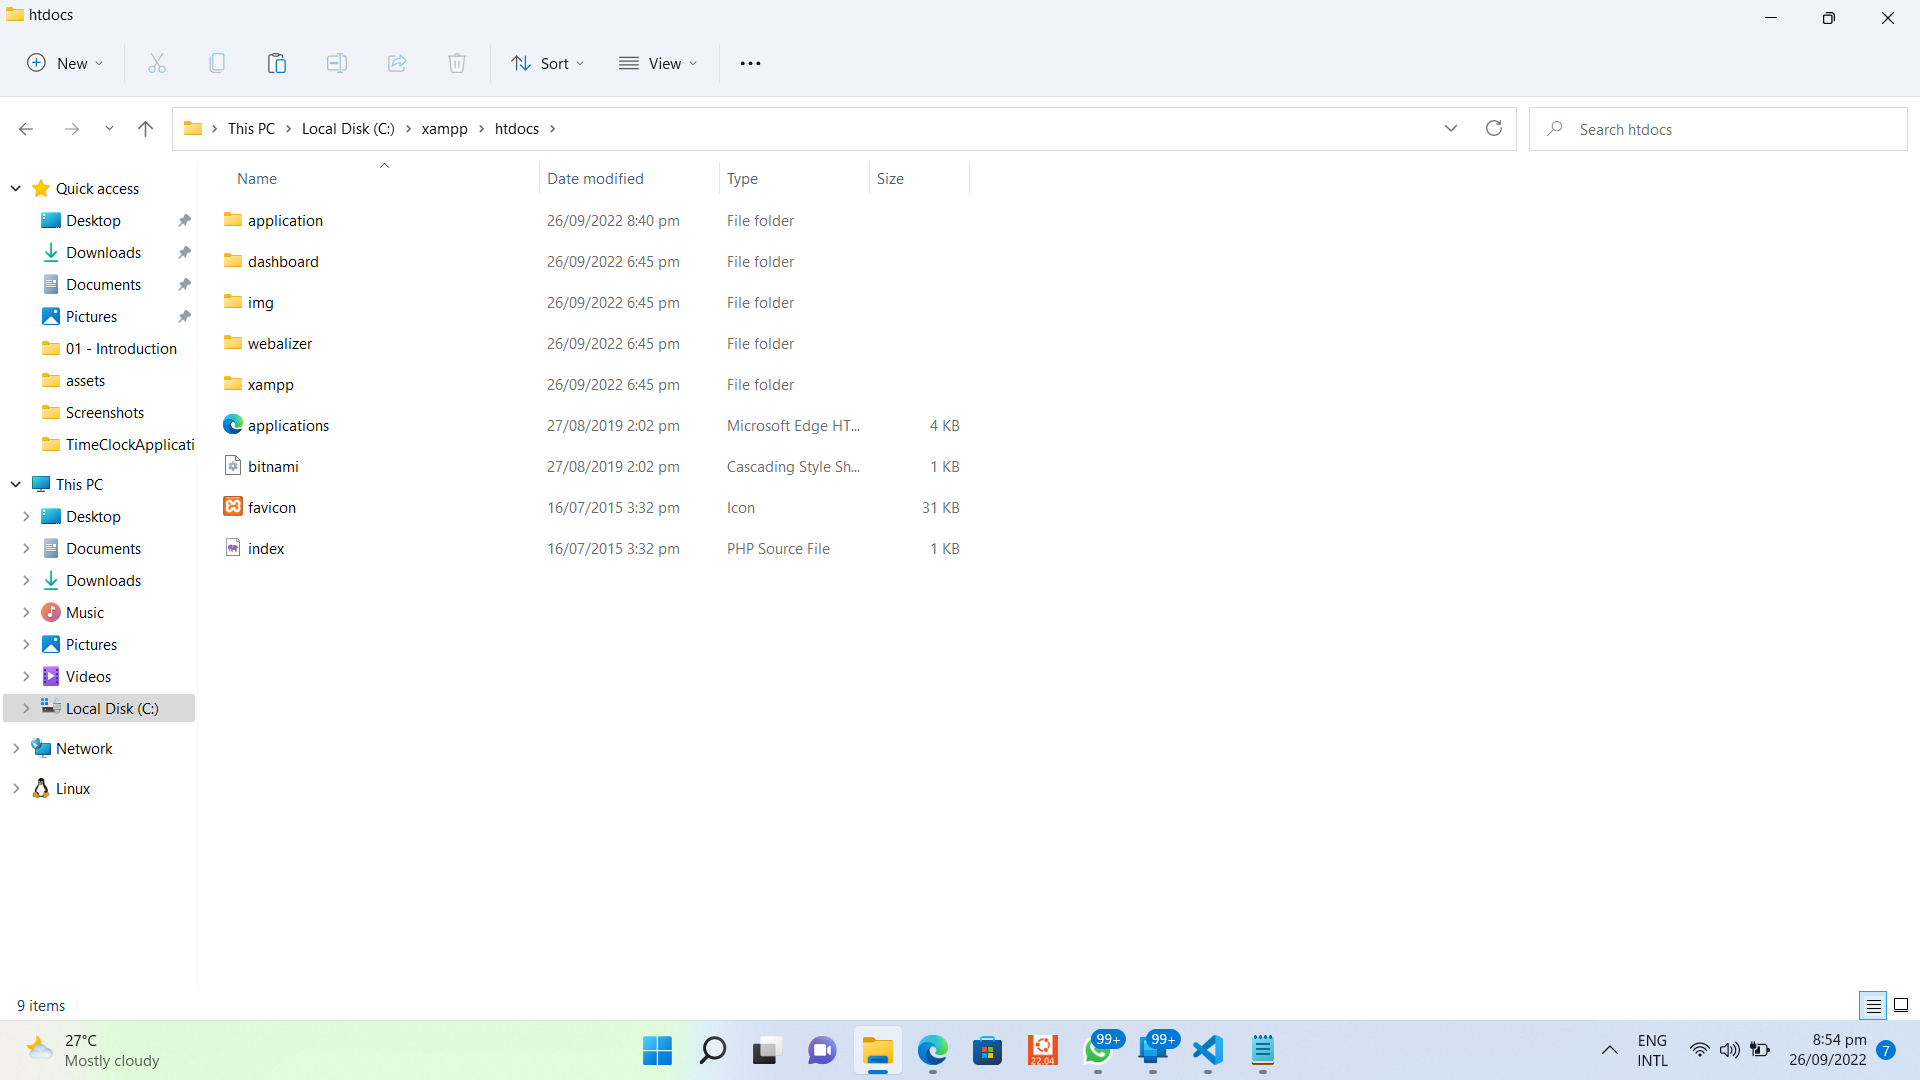 htdocs
New
Sort
View
This PC
Local Disk (C:)
xampp
htdocs
Search htdocs
Name
Date modified
Type
Size
Quick access
Desktop
Downloads
Documents
Pictures
01 - Introduction
assets
Screenshots
TimeClockApplicati
This PC
Desktop
Documents
Downloads
Music
Pictures
Videos
Local Disk (C:)
Network
Linux
application 26/09/2022 8:40 pm File folder
dashboard 26/09/2022 6:45 pm File folder
img 26/09/2022 6:45 pm File folder
webalizer 26/09/2022 6:45 pm File folder
xampp 26/09/2022 6:45 pm File folder
applications 27/08/2019 2:02 pm Microsoft Edge HT... 4 KB
bitnami 27/08/2019 2:02 pm Cascading Style Sh... 1 KB
favicon 16/07/2015 3:32 pm Icon 31 KB
index 16/07/2015 3:32 pm PHP Source File 1 KB
9 items
27°C
Mostly cloudy
22.04
99+
99+
ENG
INTL
8:54 pm
26/09/2022
7